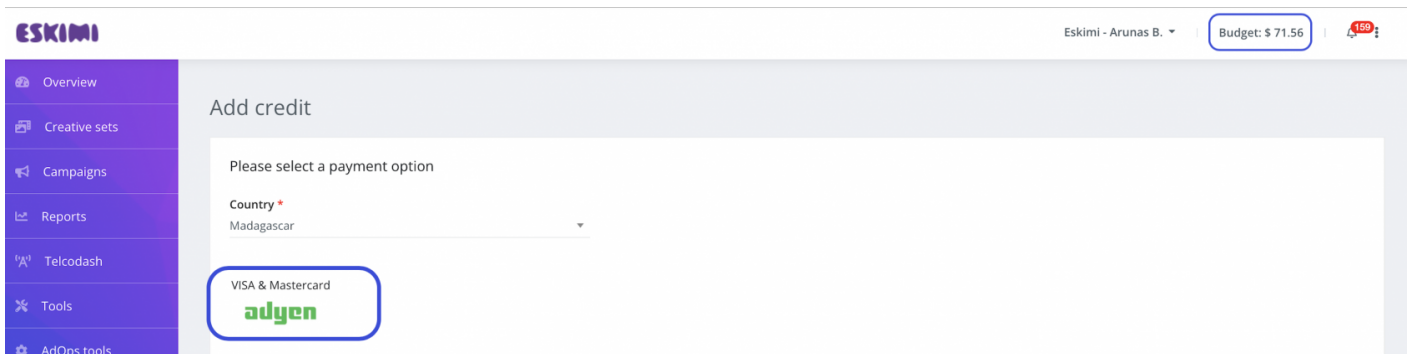 ESKIMI
Eskimi - Arunas B.
Budget: $ 71.56
159
Overview
Creative sets
Campaigns
Reports
Telcodash
Tools
AdOps tools
Add credit
Please select a payment option
Country *
Madagascar
VISA & Mastercard
adyen